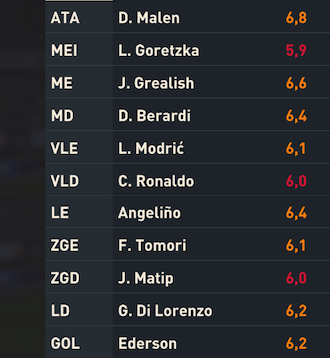 ATA D. Malen 6,8
MEI L. Goretzka 5,9
ME J. Grealish 6,6
MD D. Berardi 6,4
VLE L. Modrić 6,1
VLD C. Ronaldo 6,0
LE Angeliño 6,4
ZGE F. Tomori 6,1
ZGD J. Matip 6,0
LD G. Di Lorenzo 6,2
GOL Ederson 6,2